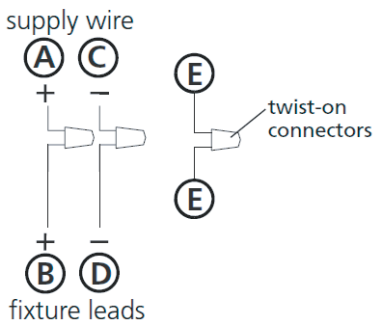 supply wire
A C
+ −
E
twist-on
connectors
E
+ −
B D
fixture leads